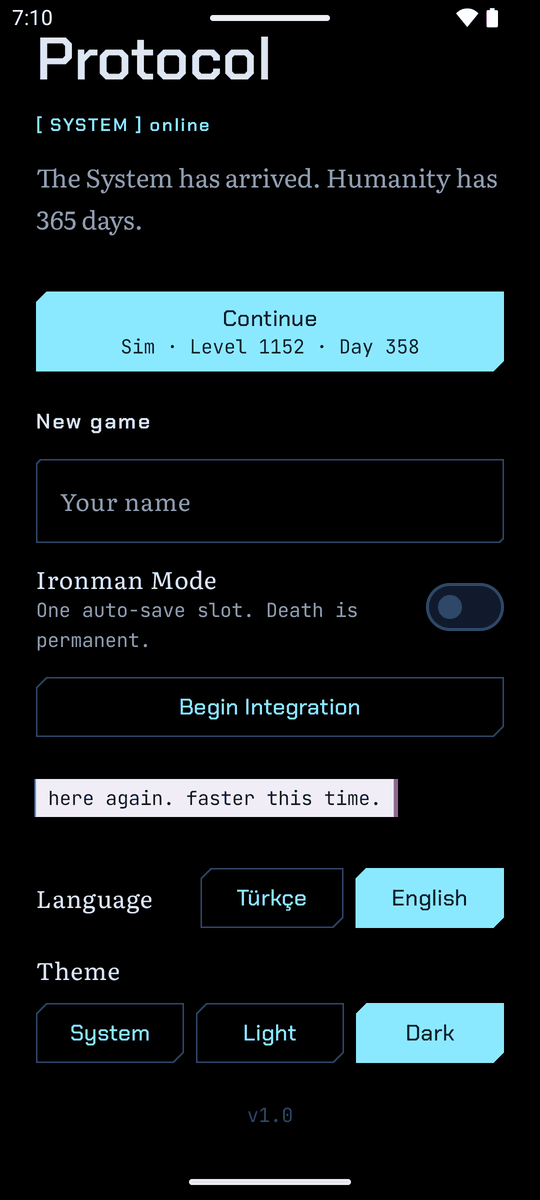 7:10
Protocol
[ SYSTEM ] online
The System has arrived. Humanity has
365 days.
Continue
Sim · Level 1152 · Day 358
New game
Your name
Ironman Mode
One auto-save slot. Death is
permanent.
Begin Integration
here again. faster this time.
Language
Türkçe
English
Theme
System
Light
Dark
v1.0